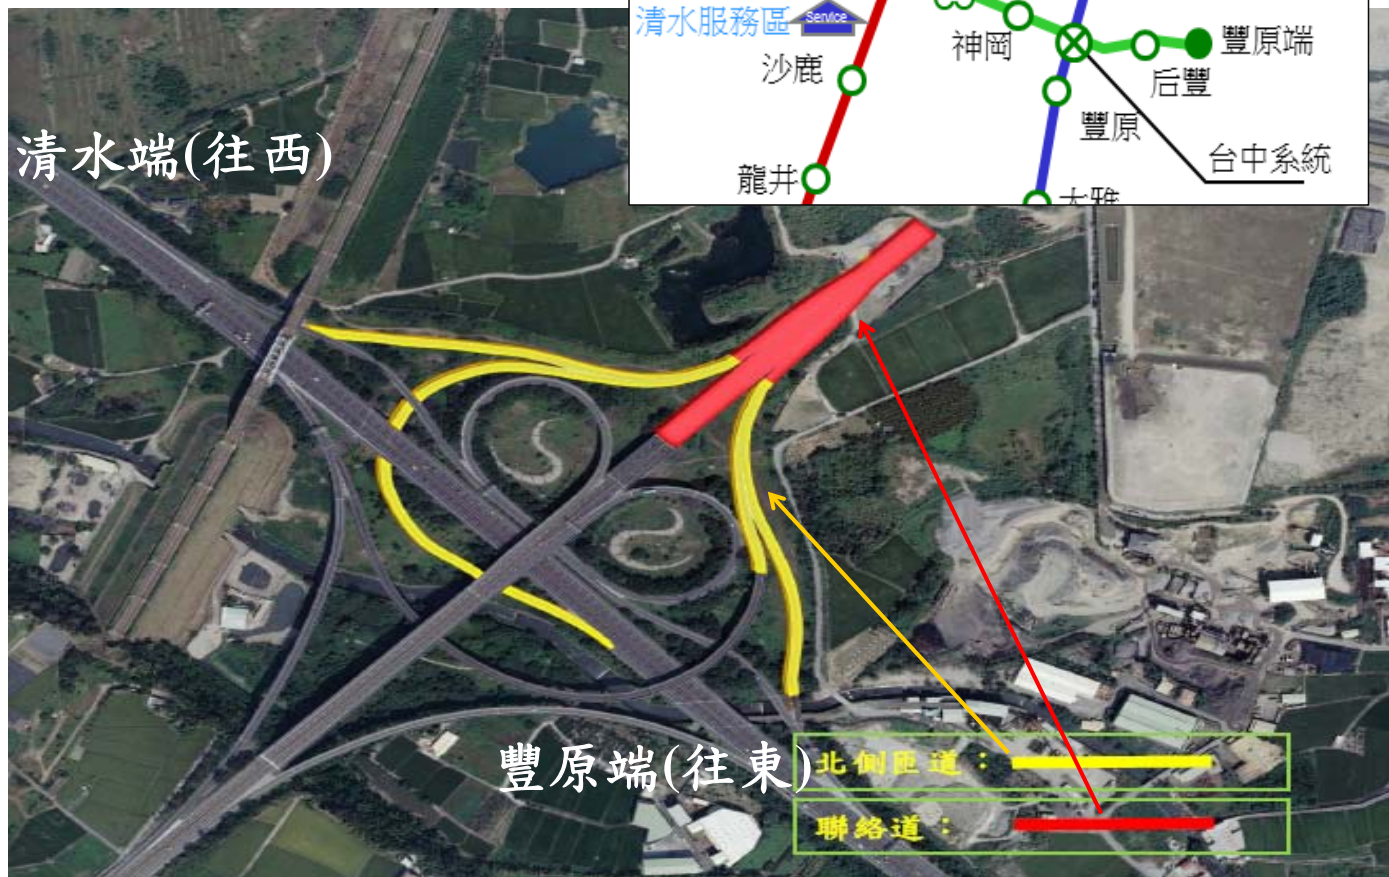 清水服務區
Service
沙鹿
龍井
神岡
豐原端
后豐
豐原
台中系統
大雅
清水端(往西)
豐原端(往東)
北側匝道：
聯絡道：